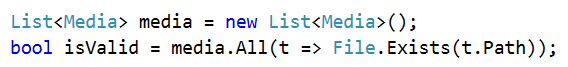 List<Media> media = new List<Media>();
bool isValid = media.All(t => File.Exists(t.Path));